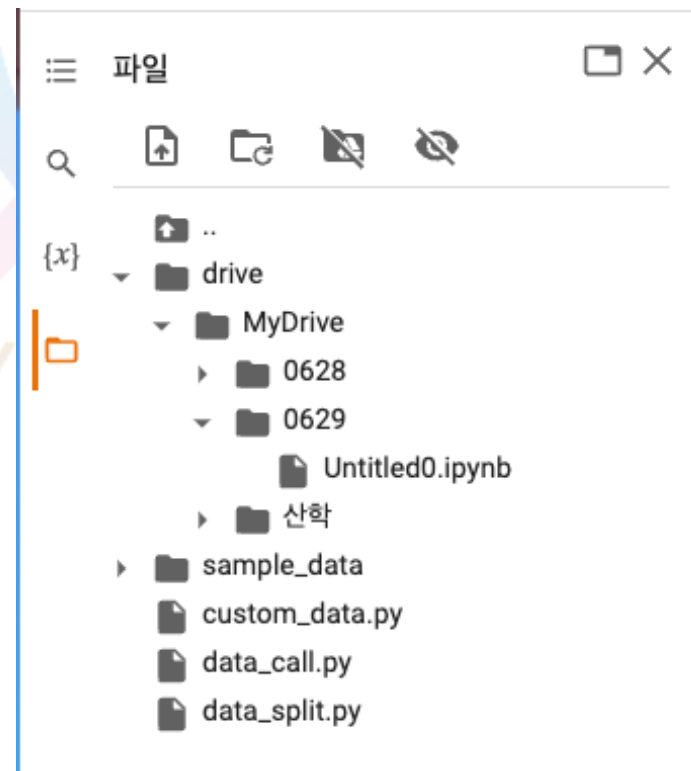 파일
..
{x}
drive
MyDrive
0628
0629
Untitled0.ipynb
산학
sample_data
custom_data.py
data_call.py
data_split.py